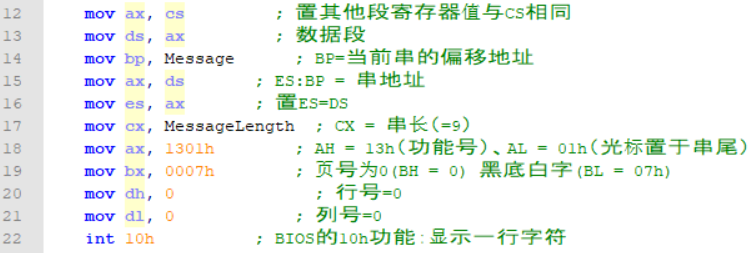 12 mov ax, cs ; 置其他段寄存器值与CS相同
13 mov ds, ax ; 数据段
14 mov bp, Message ; BP=当前串的偏移地址
15 mov ax, ds ; ES:BP = 串地址
16 mov es, ax ; 置ES=DS
17 mov cx, MessageLength ; CX = 串长(=9)
18 mov ax, 1301h ; AH = 13h(功能号)、AL = 01h(光标置于串尾)
19 mov bx, 0007h ; 页号为0(BH = 0) 黑底白字(BL = 07h)
20 mov dh, 0 ; 行号=0
21 mov dl, 0 ; 列号=0
22 int 10h ; BIOS的10h功能:显示一行字符